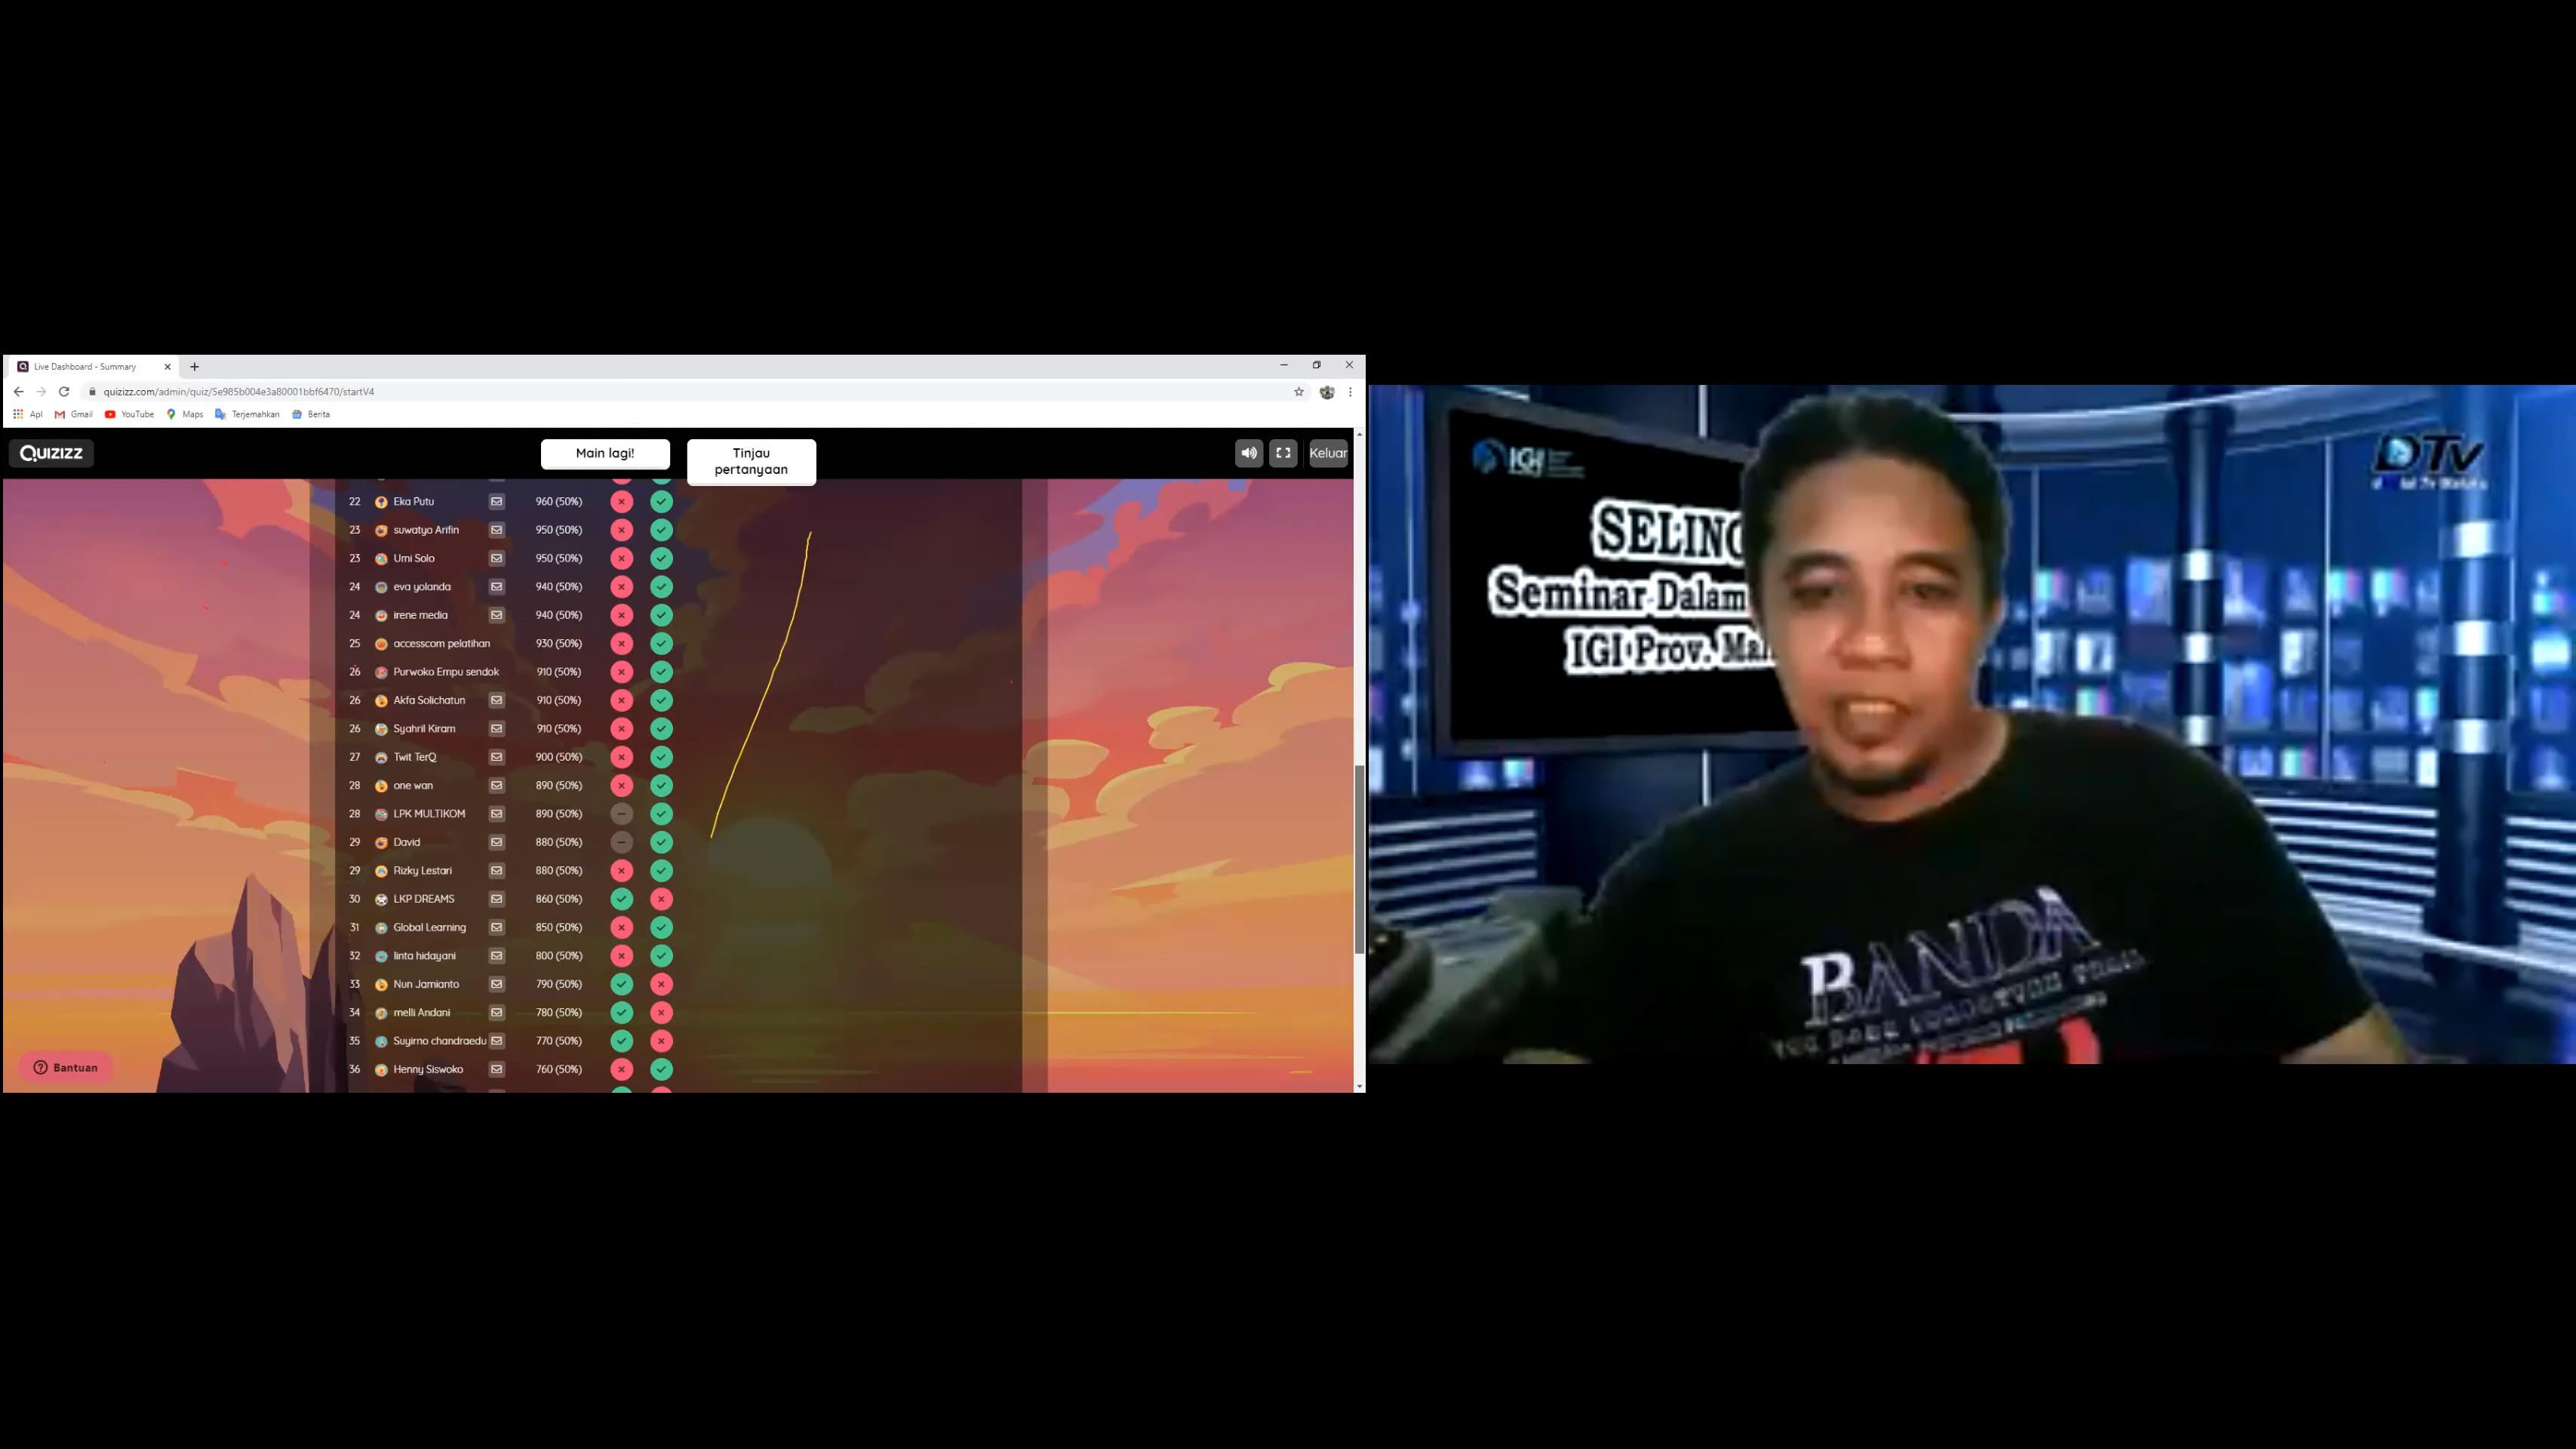 Live Dashboard - Summary
quizizz.com/admin/quiz/5e985b004e3a80001bbf6470/startV4
Apl Gmail YouTube Maps Terjemahkan Berita
Quizizz
Main lagi!
Tinjau
pertanyaan
Keluar
22 Eka Putu 960 (50%)
23 suwatyo Arifin 950 (50%)
23 Umi Solo 950 (50%)
24 eva yolanda 940 (50%)
24 irene media 940 (50%)
25 accesscom pelatihan 930 (50%)
26 Purwoko Empu sendok 910 (50%)
26 Akfa Solichatun 910 (50%)
26 Syahril Kiram 910 (50%)
27 Twit TerQ 900 (50%)
28 one wan 890 (50%)
28 LPK MULTIKOM 890 (50%)
29 David 880 (50%)
29 Rizky Lestari 880 (50%)
30 LKP DREAMS 860 (50%)
31 Global Learning 850 (50%)
32 linta hidayani 800 (50%)
33 Nun Jamianto 790 (50%)
34 melli Andani 780 (50%)
35 Suyirno chandraedu 770 (50%)
36 Henny Siswoko 760 (50%)
Bantuan
IGI
SELING
Seminar Dalam
IGI Prov. Mal
DTv
BANDA